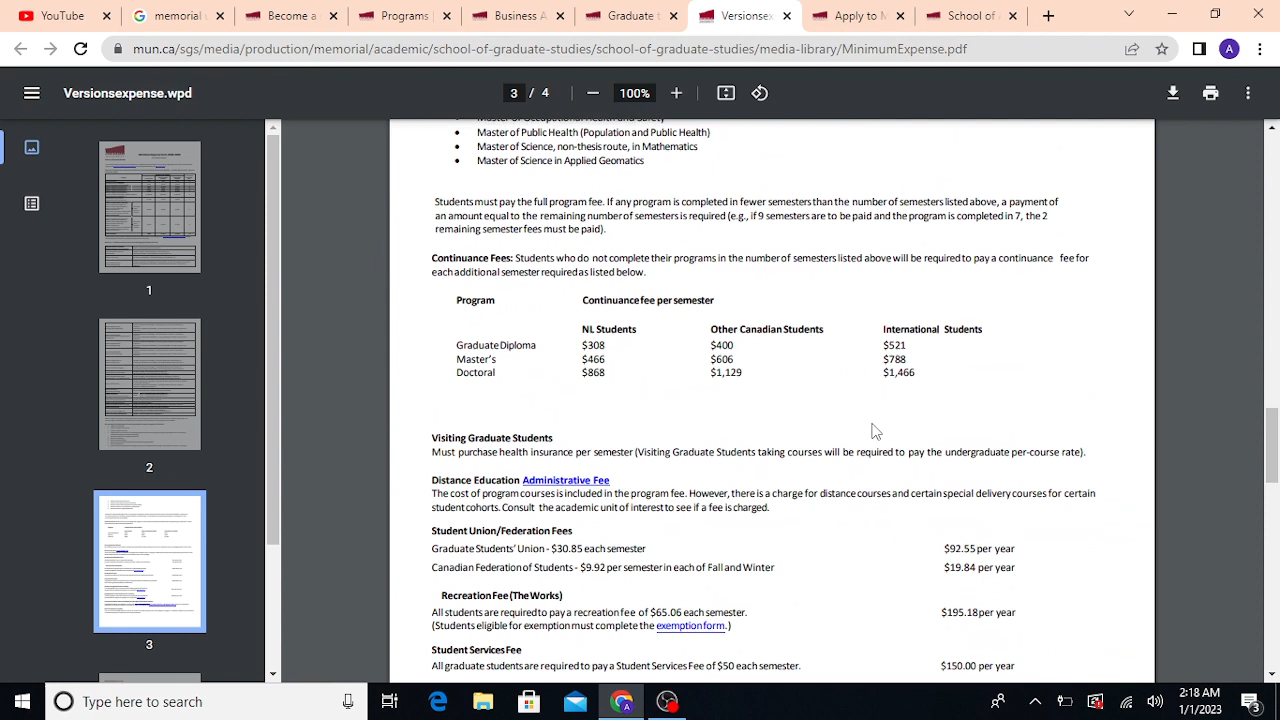 YouTube
memorial u
Become a
Programs
Business A
Graduate t
Versionsex
Apply to M
School of
mun.ca/sgs/media/production/memorial/academic/school-of-graduate-studies/school-of-graduate-studies/media-library/MinimumExpense.pdf
A
Versionsexpense.wpd
3 / 4
100%
1
2
3
Master of Occupational Health and Safety
• Master of Public Health (Population and Public Health)
• Master of Science, non-thesis route, in Mathematics
• Master of Science in Applied Geomatics
Students must pay the full program fee. If any program is completed in fewer semesters than the number of semesters listed above, a payment of
an amount equal to the remaining number of semesters is required (e.g., if 9 semesters are to be paid and the program is completed in 7, the 2
remaining semester fees must be paid).
Continuance Fees: Students who do not complete their programs in the number of semesters listed above will be required to pay a continuance fee for
each additional semester required as listed below.
Program Continuance fee per semester
NL Students Other Canadian Students International Students
Graduate Diploma $308 $400 $521
Master's $466 $606 $788
Doctoral $868 $1,129 $1,466
Visiting Graduate Students
Must purchase health insurance per semester (Visiting Graduate Students taking courses will be required to pay the undergraduate per-course rate).
Distance Education Administrative Fee
The cost of program courses is included in the program fee. However, there is a charge for distance courses and certain special delivery courses for certain
student cohorts. Consult the academic unit of interest to see if a fee is charged.
Student Union/Federation Fees
Graduate Students' Union - $30.85 each semester $92.55 per year
Canadian Federation of Students - $9.92 per semester in each of Fall and Winter $19.84 per year
Recreation Fee (The Works)
All students are required to pay a recreation fee of $65.06 each semester. $195.18 per year
(Students eligible for exemption must complete the exemption form.)
Student Services Fee
All graduate students are required to pay a Student Services Fee of $50 each semester. $150.00 per year
Type here to search
2:18 AM
1/1/2023
3